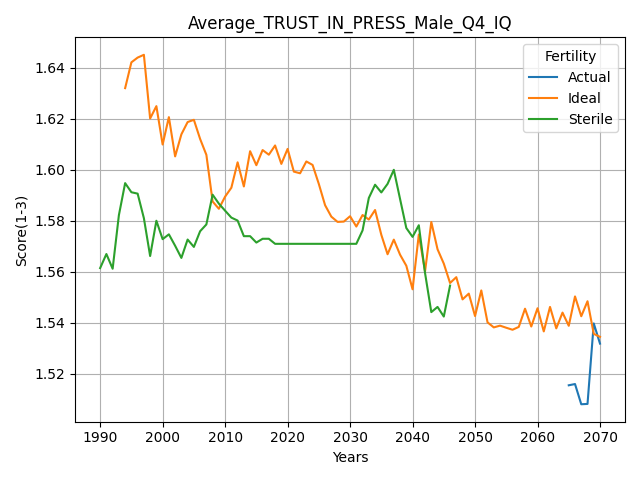 Average_TRUST_IN_PRESS_Male_Q4_IQ
Fertility
Actual
Ideal
Sterile
Score(1-3)
1.64
1.62
1.60
1.58
1.56
1.54
1.52
1990 2000 2010 2020 2030 2040 2050 2060 2070
Years